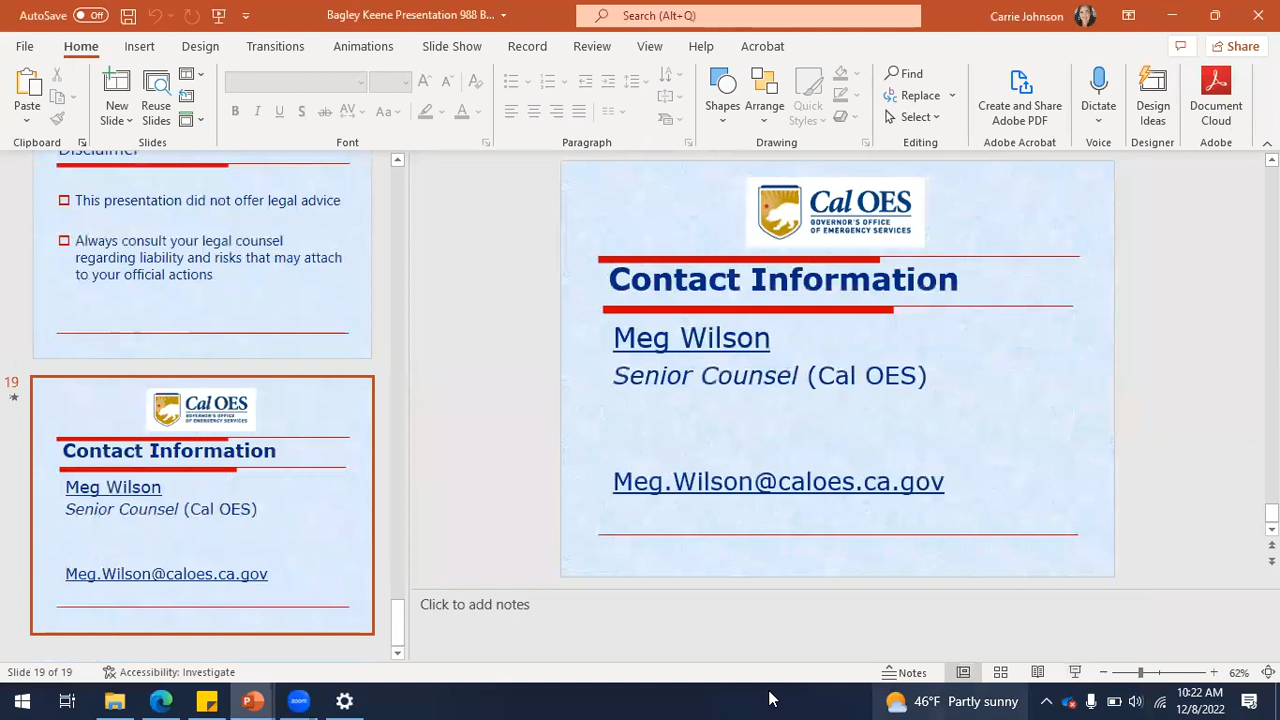 AutoSave Off
Bagley Keene Presentation 988 B...
Search (Alt+Q)
Carrie Johnson
File Home Insert Design Transitions Animations Slide Show Record Review View Help Acrobat
Share
Paste
New
Slide
Reuse
Slides
B I U S ab AV Aa A
Shapes
Arrange
Quick
Styles
Find
Replace
Select
Create and Share
Adobe PDF
Dictate
Design
Ideas
Document
Cloud
Clipboard Slides Font Paragraph Drawing Editing Adobe Acrobat Voice Designer Adobe
Disclaimer
This presentation did not offer legal advice
Always consult your legal counsel
regarding liability and risks that may attach
to your official actions
19
Cal OES
GOVERNOR'S OFFICE
OF EMERGENCY SERVICES
Contact Information
Meg Wilson
Senior Counsel (Cal OES)
Meg.Wilson@caloes.ca.gov
Cal OES
GOVERNOR'S OFFICE
OF EMERGENCY SERVICES
Contact Information
Meg Wilson
Senior Counsel (Cal OES)
Meg.Wilson@caloes.ca.gov
Click to add notes
Slide 19 of 19
Accessibility: Investigate
Notes
62%
zoom
46°F Partly sunny
10:22 AM
12/8/2022